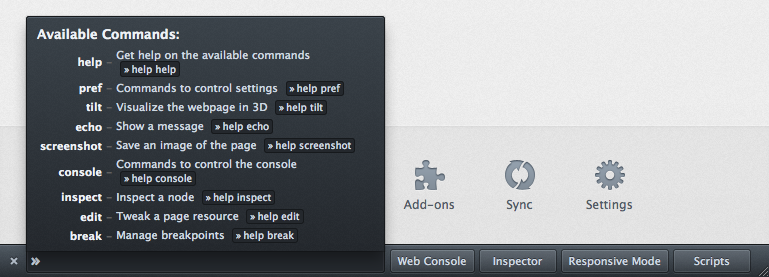 Available Commands:
help – Get help on the available commands
» help help
pref – Commands to control settings » help pref
tilt – Visualize the webpage in 3D » help tilt
echo – Show a message » help echo
screenshot – Save an image of the page » help screenshot
console – Commands to control the console
» help console
inspect – Inspect a node » help inspect
edit – Tweak a page resource » help edit
break – Manage breakpoints » help break
Add-ons Sync Settings
× » Web Console Inspector Responsive Mode Scripts